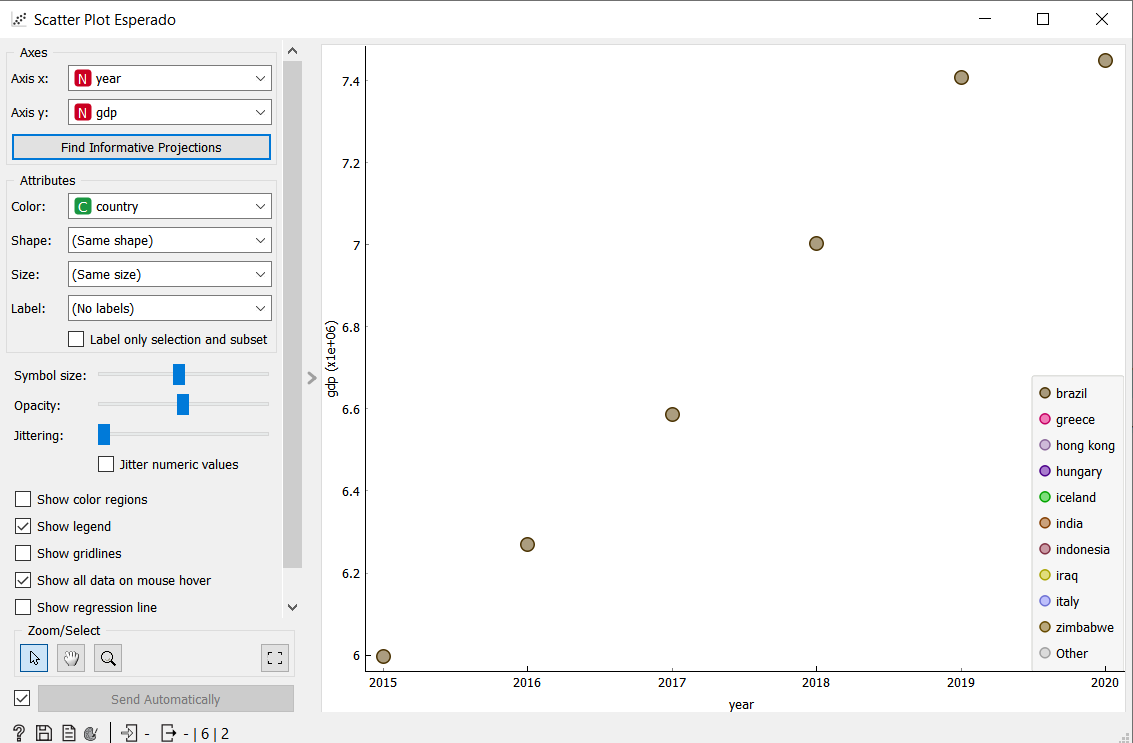 Scatter Plot Esperado
Axes
Axis x: N year
Axis y: N gdp
Find Informative Projections
Attributes
Color: C country
Shape: (Same shape)
Size: (Same size)
Label: (No labels)
Label only selection and subset
Symbol size:
Opacity:
Jittering:
Jitter numeric values
Show color regions
Show legend
Show gridlines
Show all data on mouse hover
Show regression line
Zoom/Select
Send Automatically
? - - | 6 | 2
gdp (x1e+06)
7.4
7.2
7
6.8
6.6
6.4
6.2
6
2015 2016 2017 2018 2019 2020
year
brazil
greece
hong kong
hungary
iceland
india
indonesia
iraq
italy
zimbabwe
Other